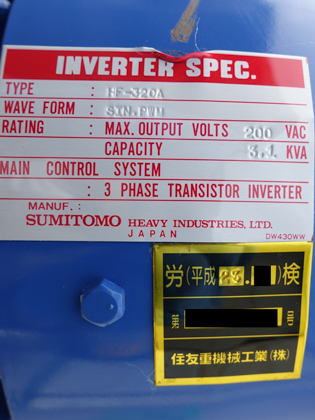 INVERTER SPEC.
TYPE : HF-320A
WAVE FORM : SIN.PWM
RATING : MAX.OUTPUT VOLTS 200 VAC
CAPACITY 3.1 KVA
MAIN CONTROL SYSTEM
: 3 PHASE TRANSISTOR INVERTER
MANUF.:
SUMITOMO HEAVY INDUSTRIES, LTD.
JAPAN
DW430WW
労(平成 )検
住友重機械工業(株)